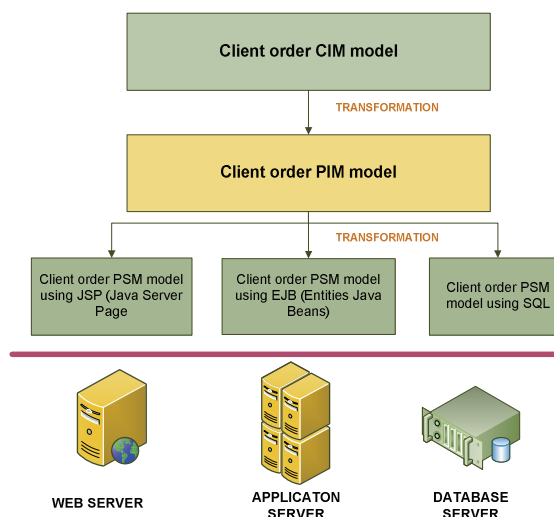 Client order CIM model
TRANSFORMATION
Client order PIM model
TRANSFORMATION
Client order PSM model
using JSP (Java Server
Page
Client order PSM model
using EJB (Entities Java
Beans)
Client order PSM
model using SQL
WEB SERVER
APPLICATON
SERVER
DATABASE
SERVER